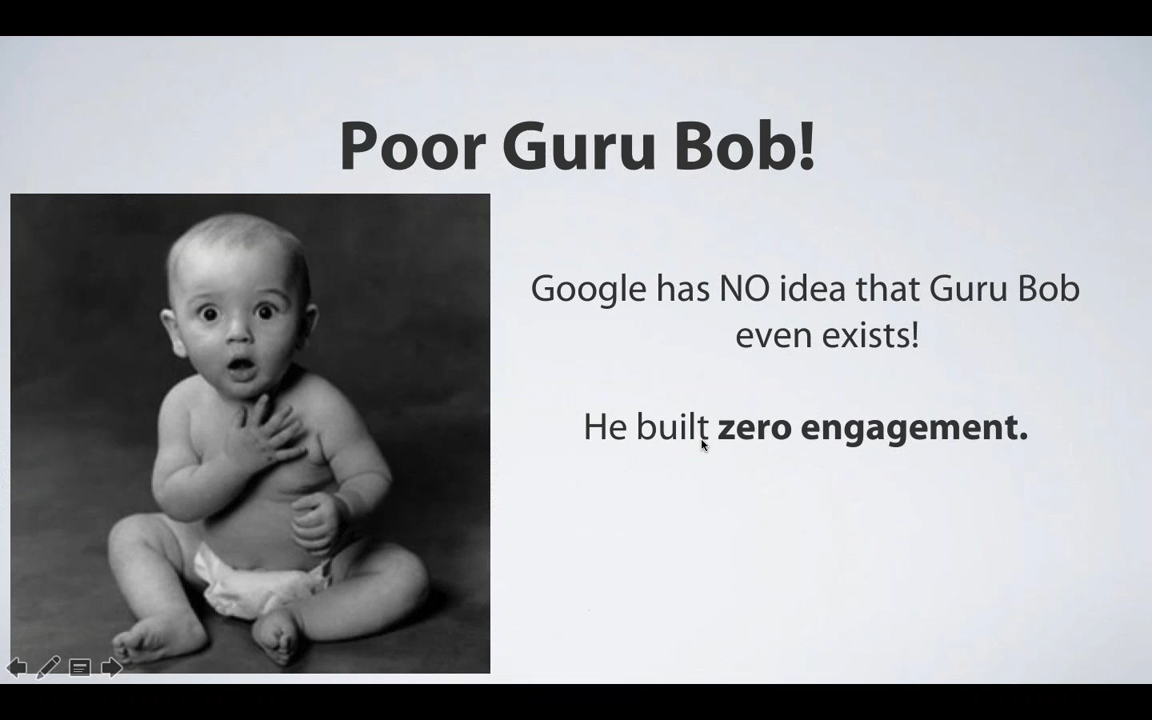 Poor Guru Bob!
Google has NO idea that Guru Bob
even exists!
He built zero engagement.